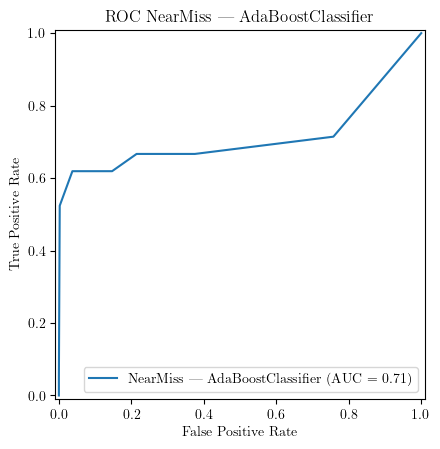 ROC NearMiss — AdaBoostClassifier
1.0
0.8
0.6
0.4
0.2
0.0
True Positive Rate
NearMiss — AdaBoostClassifier (AUC = 0.71)
0.0 0.2 0.4 0.6 0.8 1.0
False Positive Rate